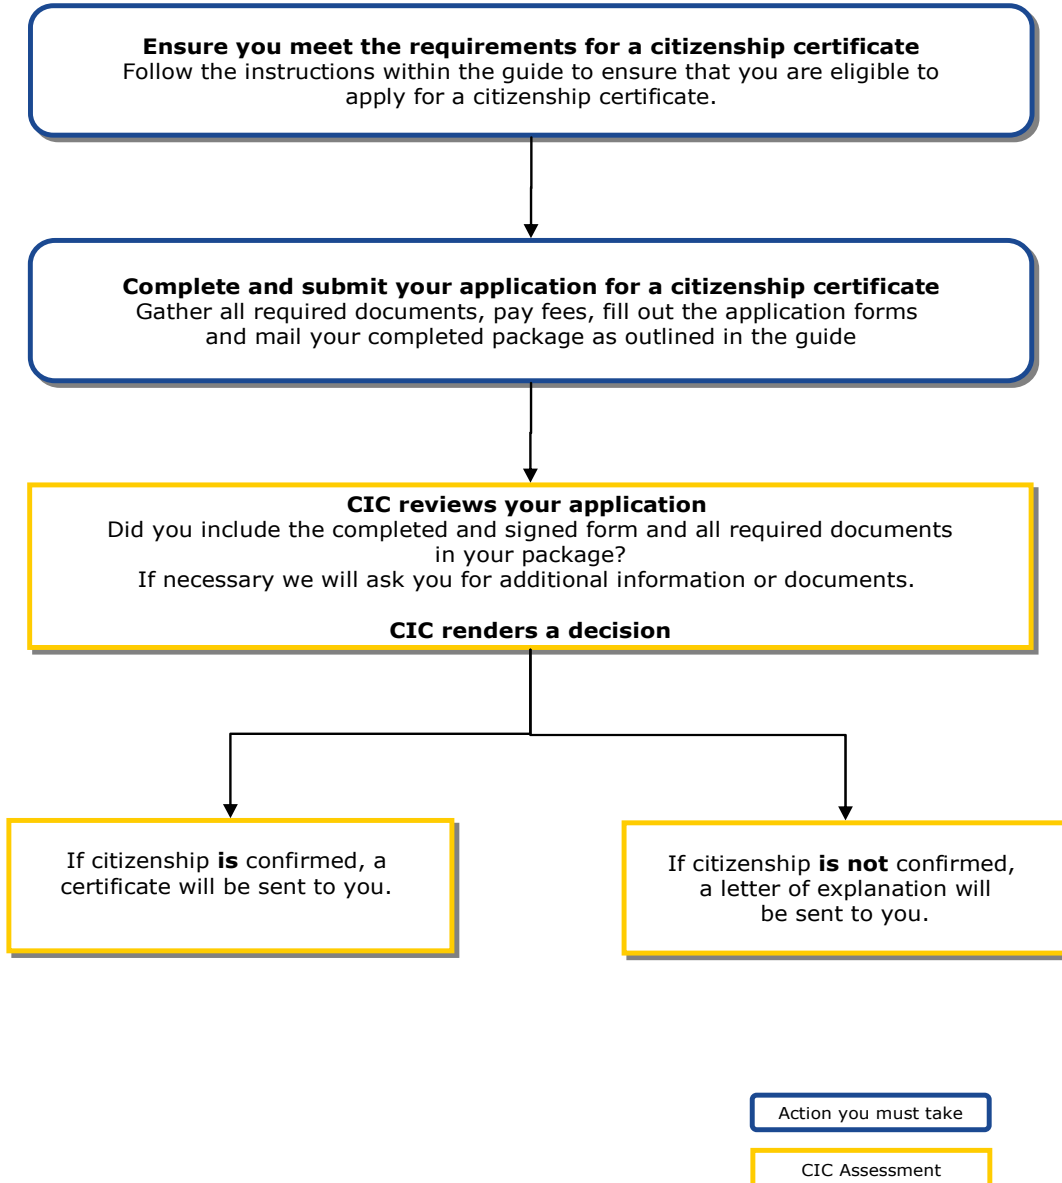 Ensure you meet the requirements for a citizenship certificate
Follow the instructions within the guide to ensure that you are eligible to
apply for a citizenship certificate.
Complete and submit your application for a citizenship certificate
Gather all required documents, pay fees, fill out the application forms
and mail your completed package as outlined in the guide
CIC reviews your application
Did you include the completed and signed form and all required documents
in your package?
If necessary we will ask you for additional information or documents.
CIC renders a decision
If citizenship is confirmed, a
certificate will be sent to you.
If citizenship is not confirmed,
a letter of explanation will
be sent to you.
Action you must take
CIC Assessment